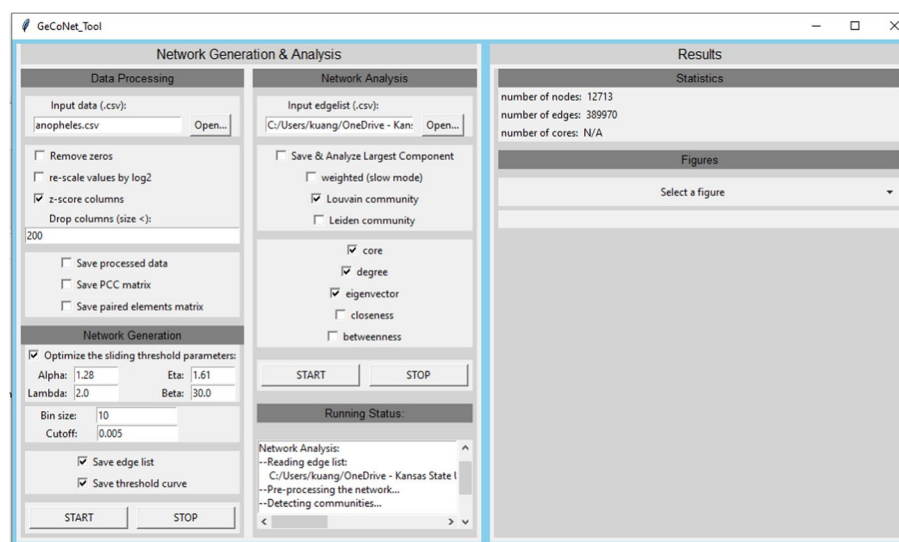 GeCoNet_Tool
Network Generation & Analysis
Data Processing
Input data (.csv):
anopheles.csv
Open...
Remove zeros
re-scale values by log2
z-score columns
Drop columns (size <):
200
Save processed data
Save PCC matrix
Save paired elements matrix
Network Generation
Optimize the sliding threshold parameters:
Alpha: 1.28 Eta: 1.61
Lambda: 2.0 Beta: 30.0
Bin size: 10
Cutoff: 0.005
Save edge list
Save threshold curve
START STOP
Network Analysis
Input edgelist (.csv):
C:/Users/kuang/OneDrive - Kan:
Open...
Save & Analyze Largest Component
weighted (slow mode)
Louvain community
Leiden community
core
degree
eigenvector
closeness
betweenness
START STOP
Running Status:
Network Analysis:
--Reading edge list:
C:/Users/kuang/OneDrive - Kansas State
--Pre-processing the network...
--Detecting communities...
Results
Statistics
number of nodes: 12713
number of edges: 389970
number of cores: N/A
Figures
Select a figure